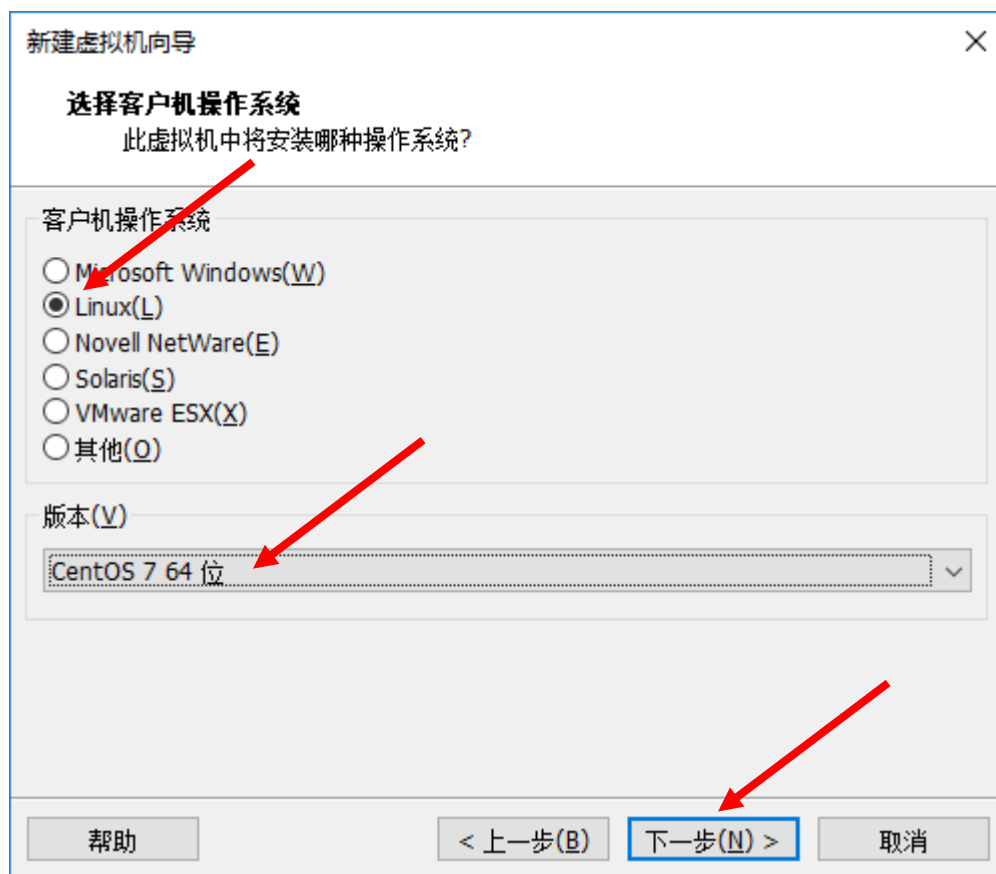 新建虚拟机向导
选择客户机操作系统
此虚拟机中将安装哪种操作系统?
客户机操作系统
Microsoft Windows(W)
Linux(L)
Novell NetWare(E)
Solaris(S)
VMware ESX(X)
其他(O)
版本(V)
CentOS 7 64 位
帮助
< 上一步(B)
下一步(N) >
取消